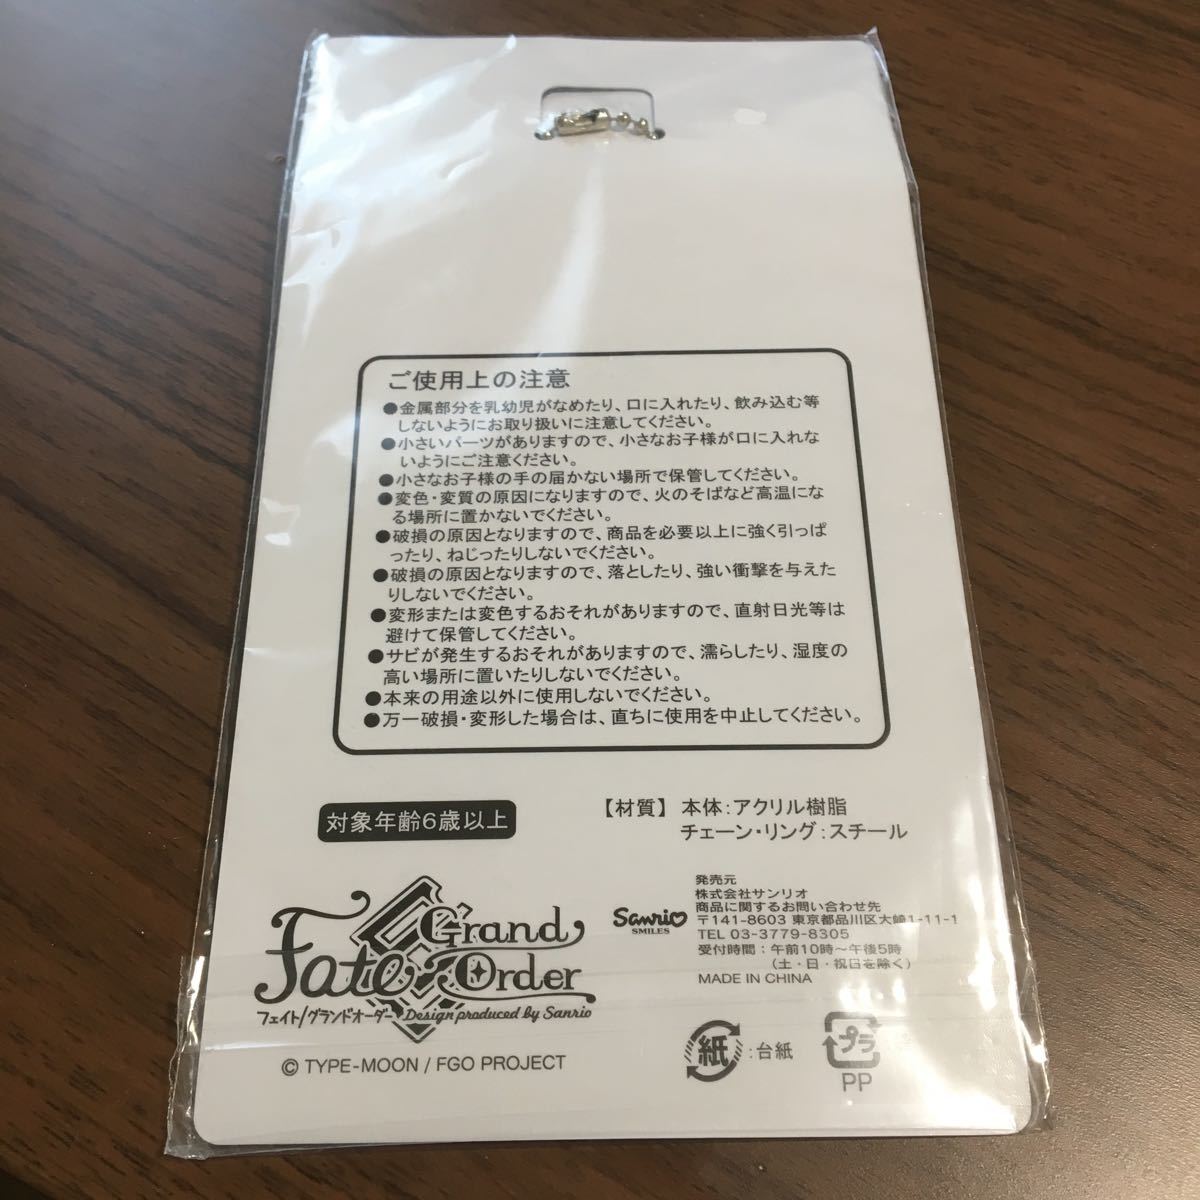 ご使用上の注意
●金属部分を乳幼児がなめたり、口に入れたり、飲み込む等
しないようにお取り扱いに注意してください。
●小さいパーツがありますので、小さなお子様が口に入れな
いようにご注意ください。
●小さなお子様の手の届かない場所で保管してください。
●変色・変質の原因になりますので、火のそばなど高温にな
る場所に置かないでください。
●破損の原因となりますので、商品を必要以上に強く引っぱ
ったり、ねじったりしないでください。
●破損の原因となりますので、落としたり、強い衝撃を与えた
りしないでください。
●変形または変色するおそれがありますので、直射日光等は
避けて保管してください。
●サビが発生するおそれがありますので、濡らしたり、湿度の
高い場所に置いたりしないでください。
●本来の用途以外に使用しないでください。
●万一破損・変形した場合は、直ちに使用を中止してください。
対象年齢6歳以上
【材質】 本体:アクリル樹脂
チェーン・リング:スチール
Fate Grand Order
フェイト/グランドオーダー Design produced by Sanrio
© TYPE-MOON / FGO PROJECT
Sanrio
SMILES
発売元
株式会社サンリオ
商品に関するお問い合わせ先
〒141-8603 東京都品川区大崎1-11-1
TEL 03-3779-8305
受付時間:午前10時〜午後5時
(土・日・祝日を除く)
MADE IN CHINA
紙:台紙
プラ
PP